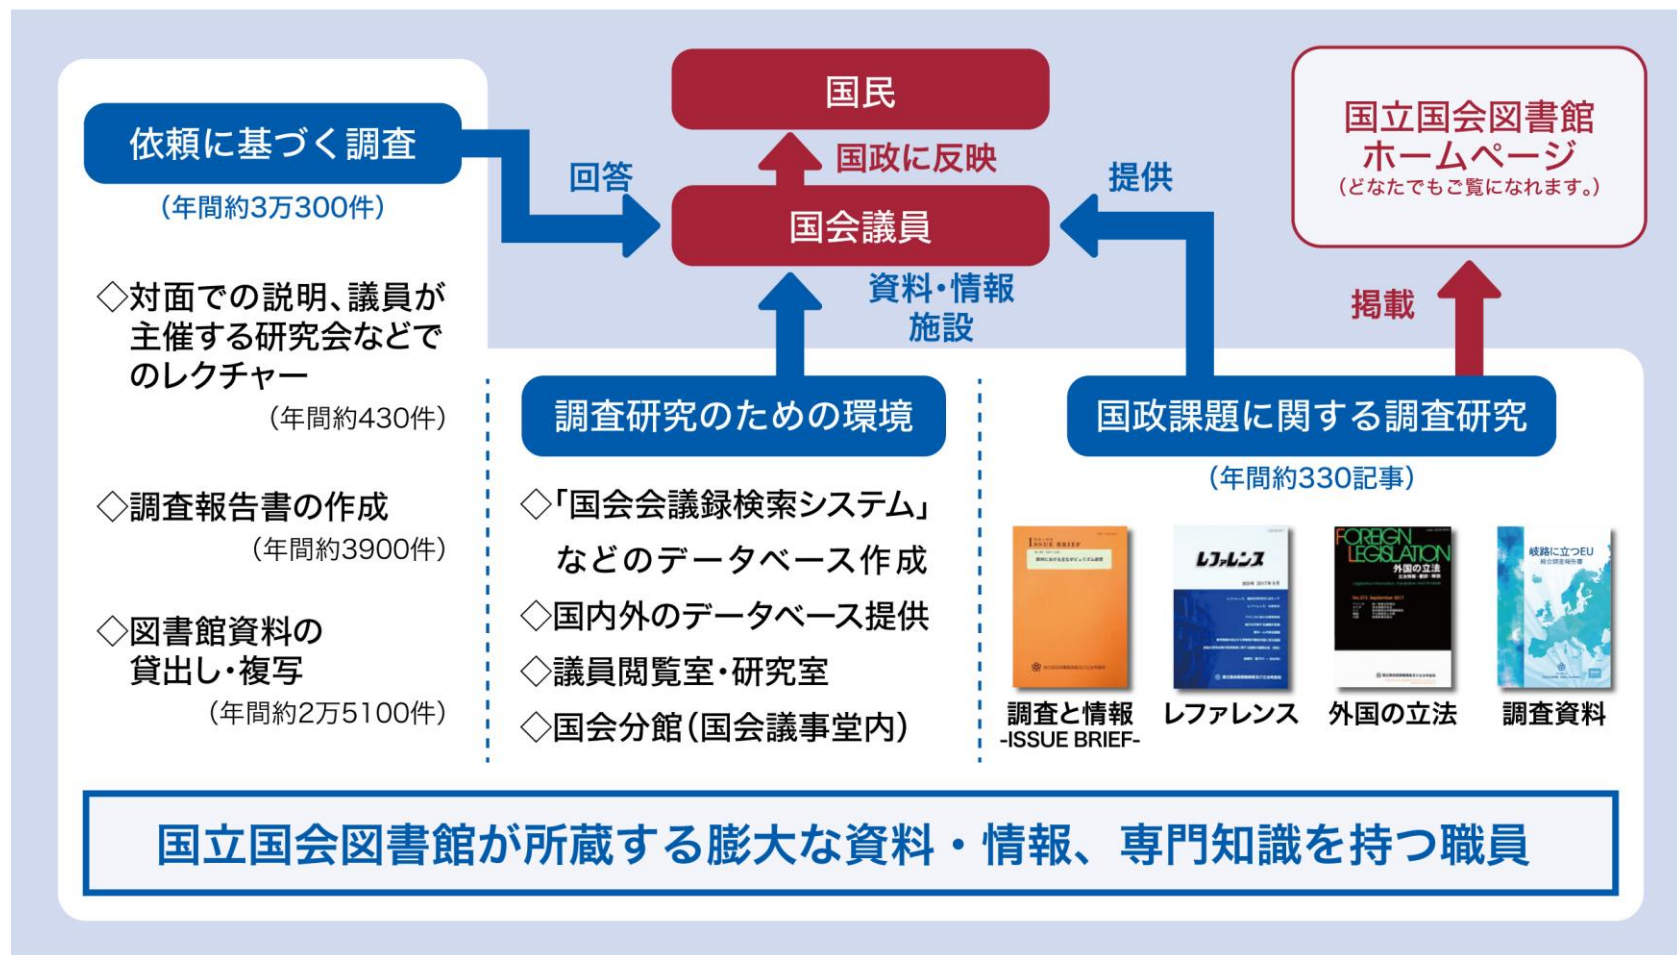 国民
国政に反映
国会議員
依頼に基づく調査
（年間約3万300件）
回答
◇対面での説明、議員が
主催する研究会などで
のレクチャー
（年間約430件）
◇調査報告書の作成
（年間約3900件）
◇図書館資料の
貸出し・複写
（年間約2万5100件）
資料・情報
施設
調査研究のための環境
◇「国会会議録検索システム」
などのデータベース作成
◇国内外のデータベース提供
◇議員閲覧室・研究室
◇国会分館（国会議事堂内）
提供
国立国会図書館
ホームページ
（どなたでもご覧になれます。）
掲載
国政課題に関する調査研究
（年間約330記事）
ISSUE BRIEF
レファレンス
FOREIGN
LEGISLATION
外国の立法
岐路に立つEU
総合調査報告書
調査と情報
-ISSUE BRIEF-
レファレンス
外国の立法
調査資料
国立国会図書館が所蔵する膨大な資料・情報、専門知識を持つ職員